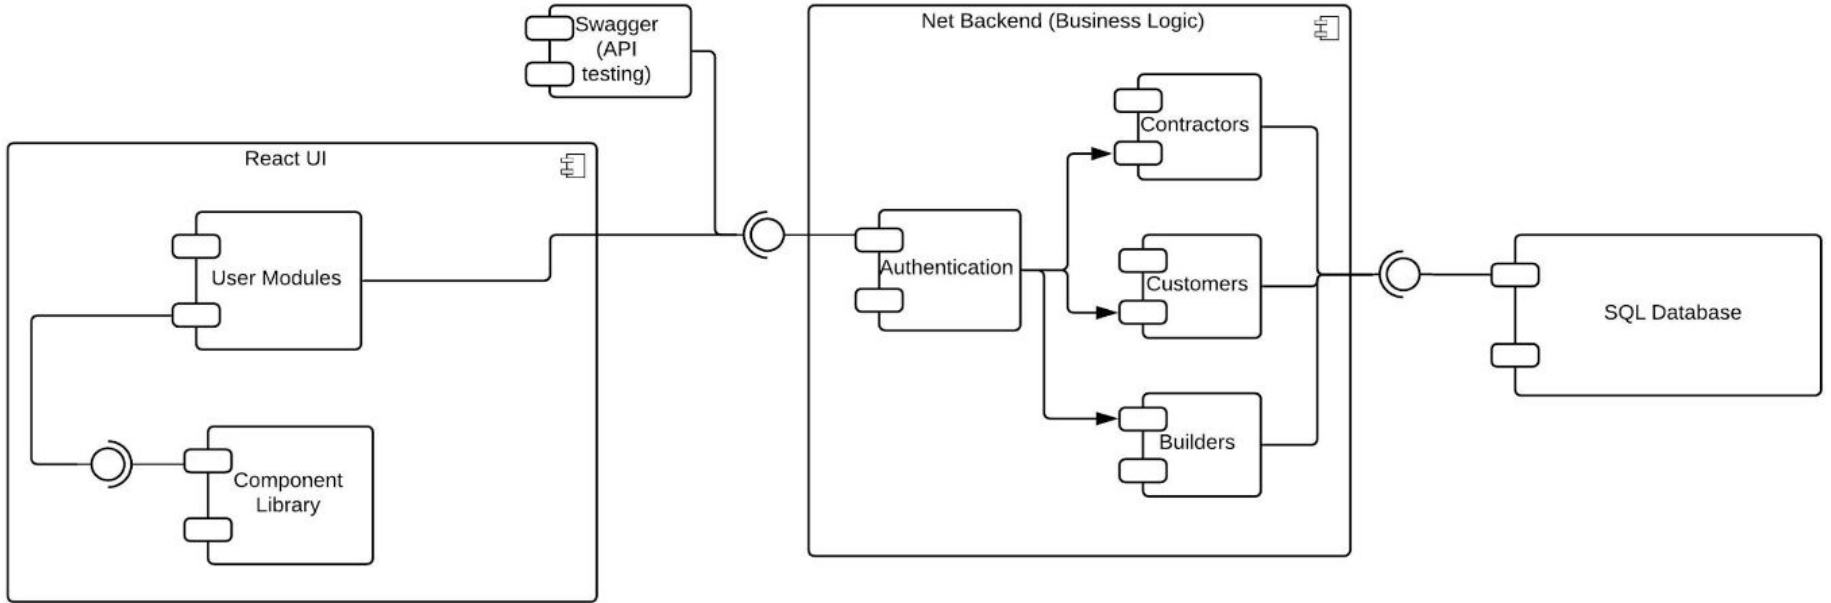 Swagger
(API
testing)
Net Backend (Business Logic)
React UI
Contractors
User Modules
Authentication
Customers
SQL Database
Builders
Component
Library